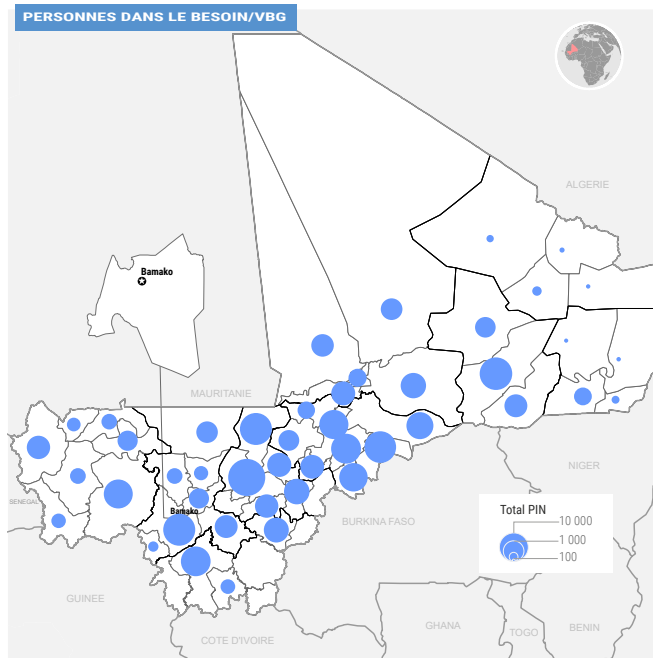 PERSONNES DANS LE BESOIN/VBG
ALGERIE
Bamako
MAURITANIE
NIGER
SENEGAL
Bamako
Total PIN
10 000
1 000
100
BURKINA FASO
GUINEE
GHANA
BENIN
TOGO
COTE D'IVOIRE